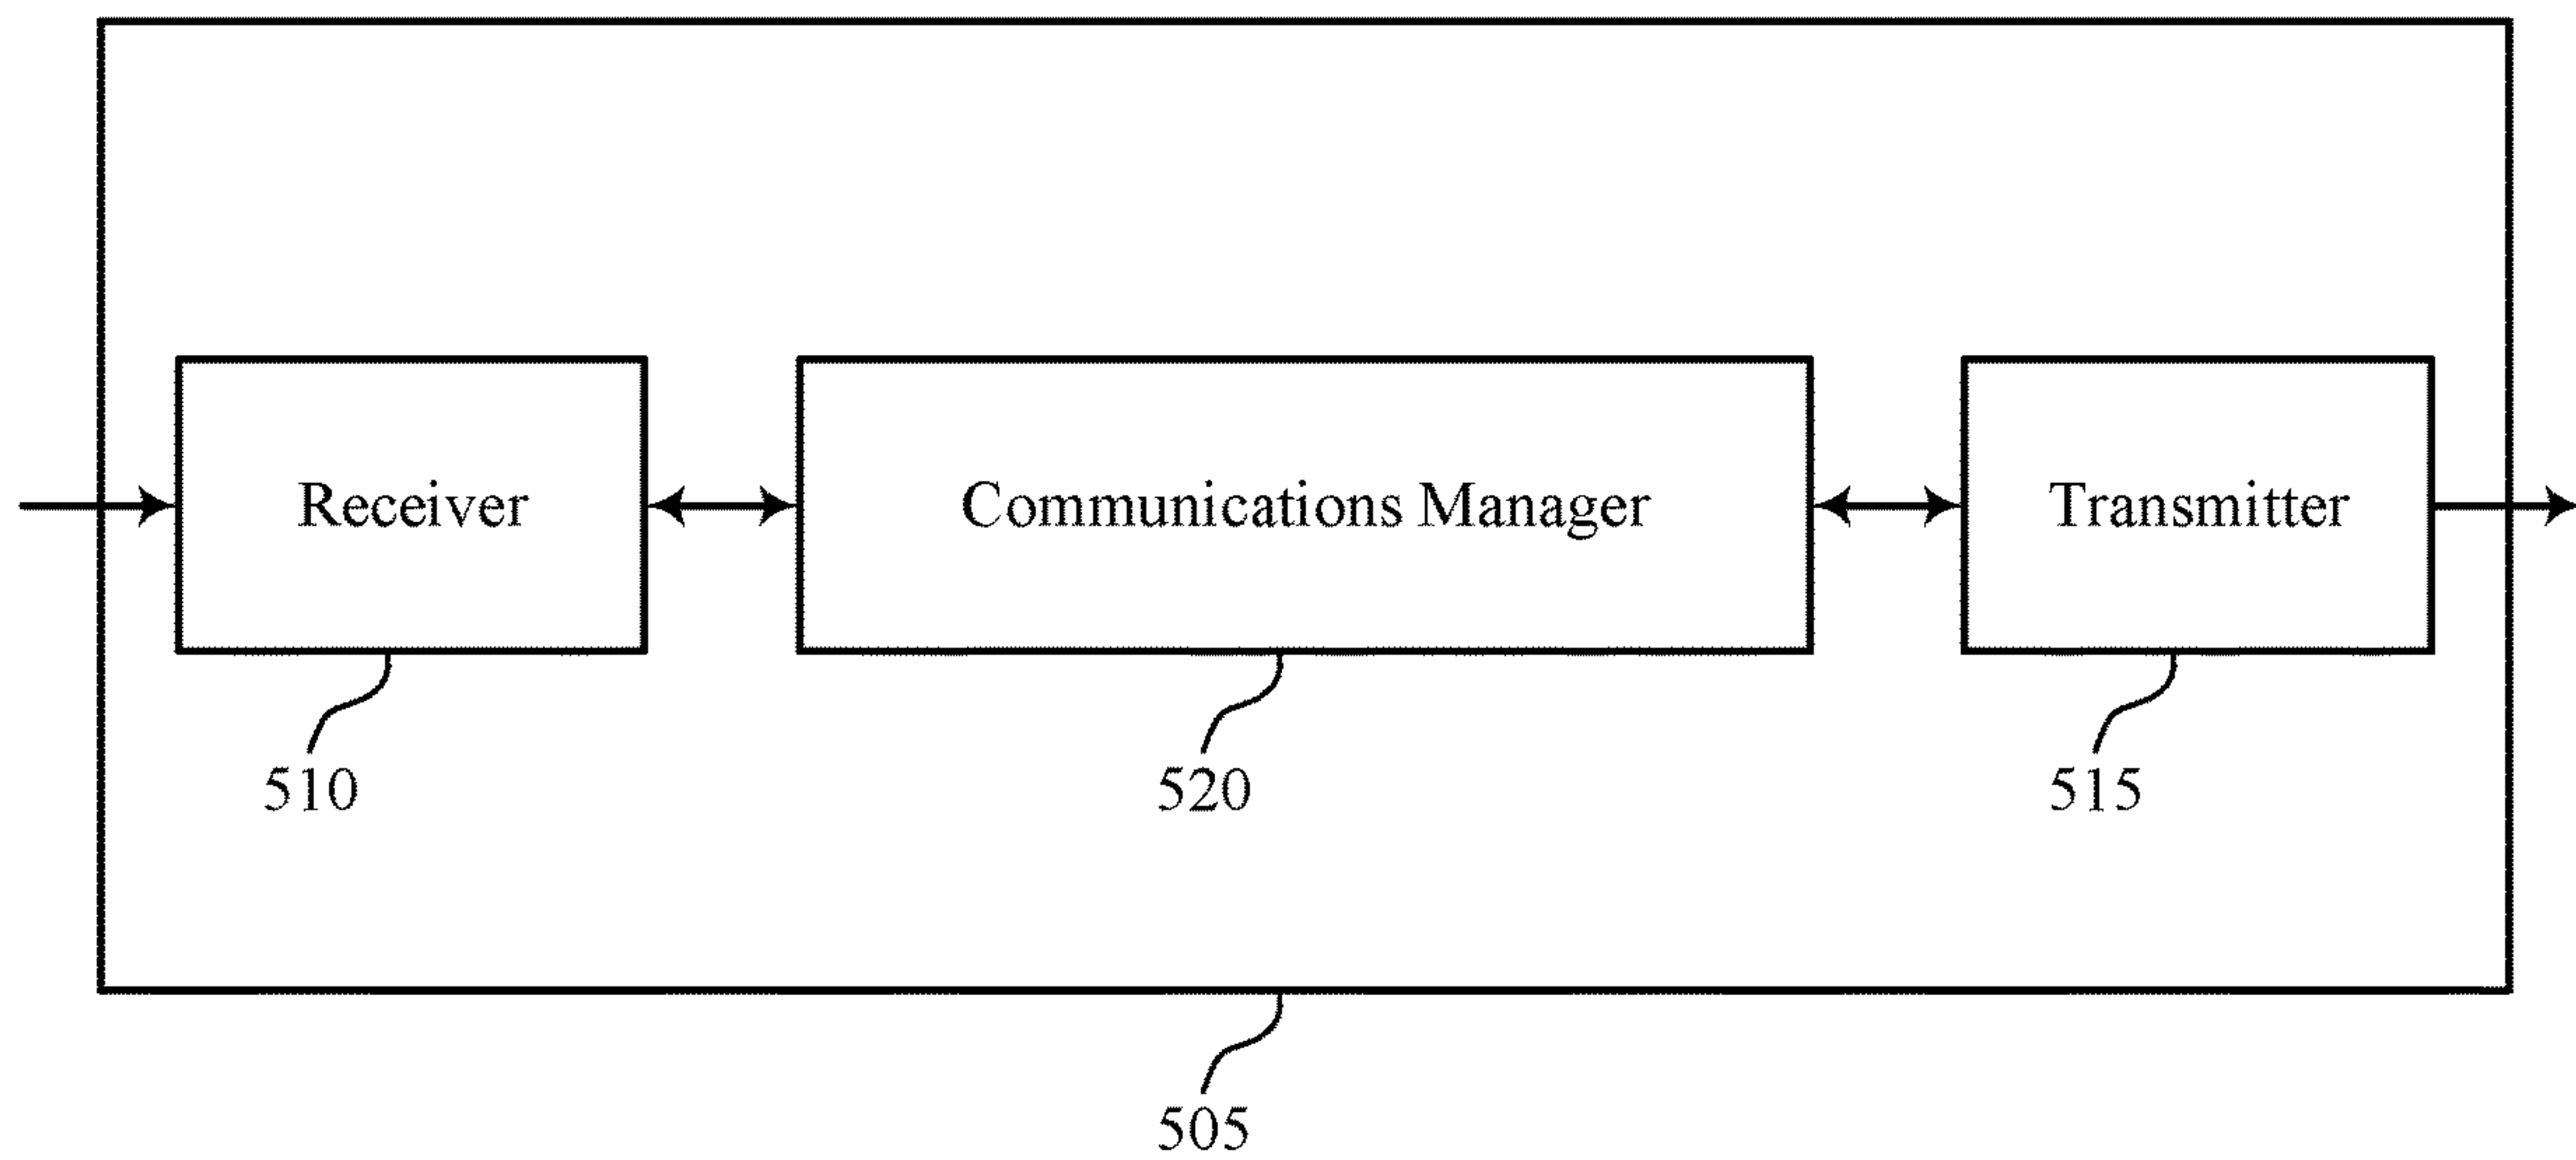 Receiver
Communications Manager
Transmitter
510
520
515
505